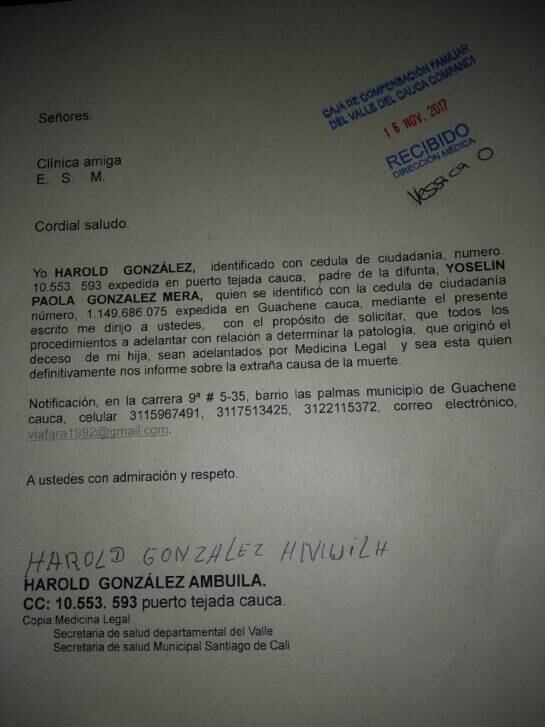 CAJA DE COMPENSACIÓN FAMILIAR
DEL VALLE DEL CAUCA COMFANDI
16 NOV. 2017
RECIBIDO
DIRECCIÓN MÉDICA
Yessica O
Señores.
Clínica amiga
E. S. M.
Cordial saludo.
Yo HAROLD GONZÁLEZ, identificado con cedula de ciudadanía, numero.
10.553. 593 expedida en puerto tejada cauca, padre de la difunta, YOSELIN
PAOLA GONZALEZ MERA, quien se identificó con la cedula de ciudadanía
número, 1.149.686.075 expedida en Guachene cauca, mediante el presente
escrito me dirijo a ustedes, con el propósito de solicitar, que todos los
procedimientos a adelantar con relación a determinar la patología, que originó el
deceso de mi hija, sean adelantados por Medicina Legal y sea esta quien
definitivamente nos informe sobre la extraña causa de la muerte.
Notificación, en la carrera 9ª # 5-35, barrio las palmas municipio de Guachene
cauca, celular 3115967491, 3117513425, 3122115372, correo electrónico,
viafara1992@gmail.com.
A ustedes con admiración y respeto.
HAROLD GONZALEZ
HAROLD GONZÁLEZ AMBUILA.
CC: 10.553. 593 puerto tejada cauca.
Copia:Medicina Legal
Secretaria de salud departamental del Valle
Secretaria de salud Municipal Santiago de Cali